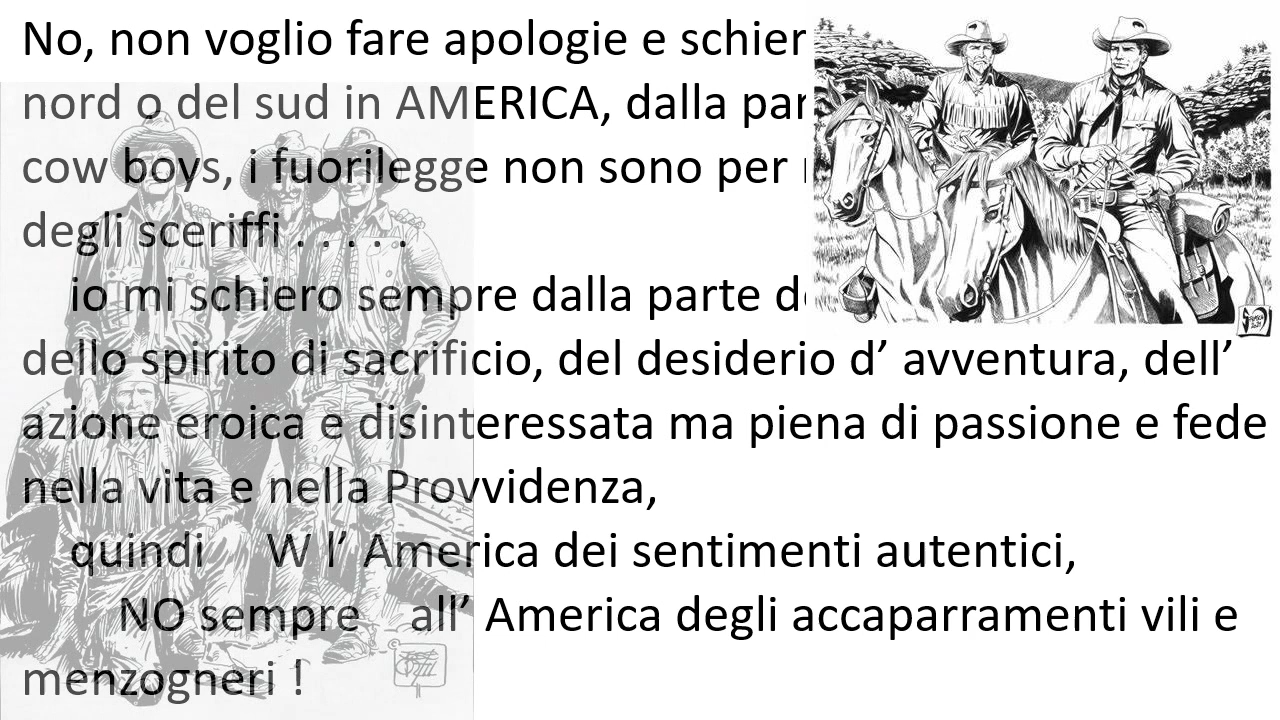 No, non voglio fare apologie e
nord o del sud in AMERICA, dalla
cow boys, i fuorilegge non sono per
degli sceriffi . . . . .
io mi schiero sempre dalla parte
dello spirito di sacrificio, del desiderio d’ avventura, dell’
azione eroica e disinteressata ma piena di passione e fede
nella vita e nella Provvidenza,
quindi W l’ America dei sentimenti autentici,
NO sempre all’ America degli accaparramenti vili e
menzogneri !